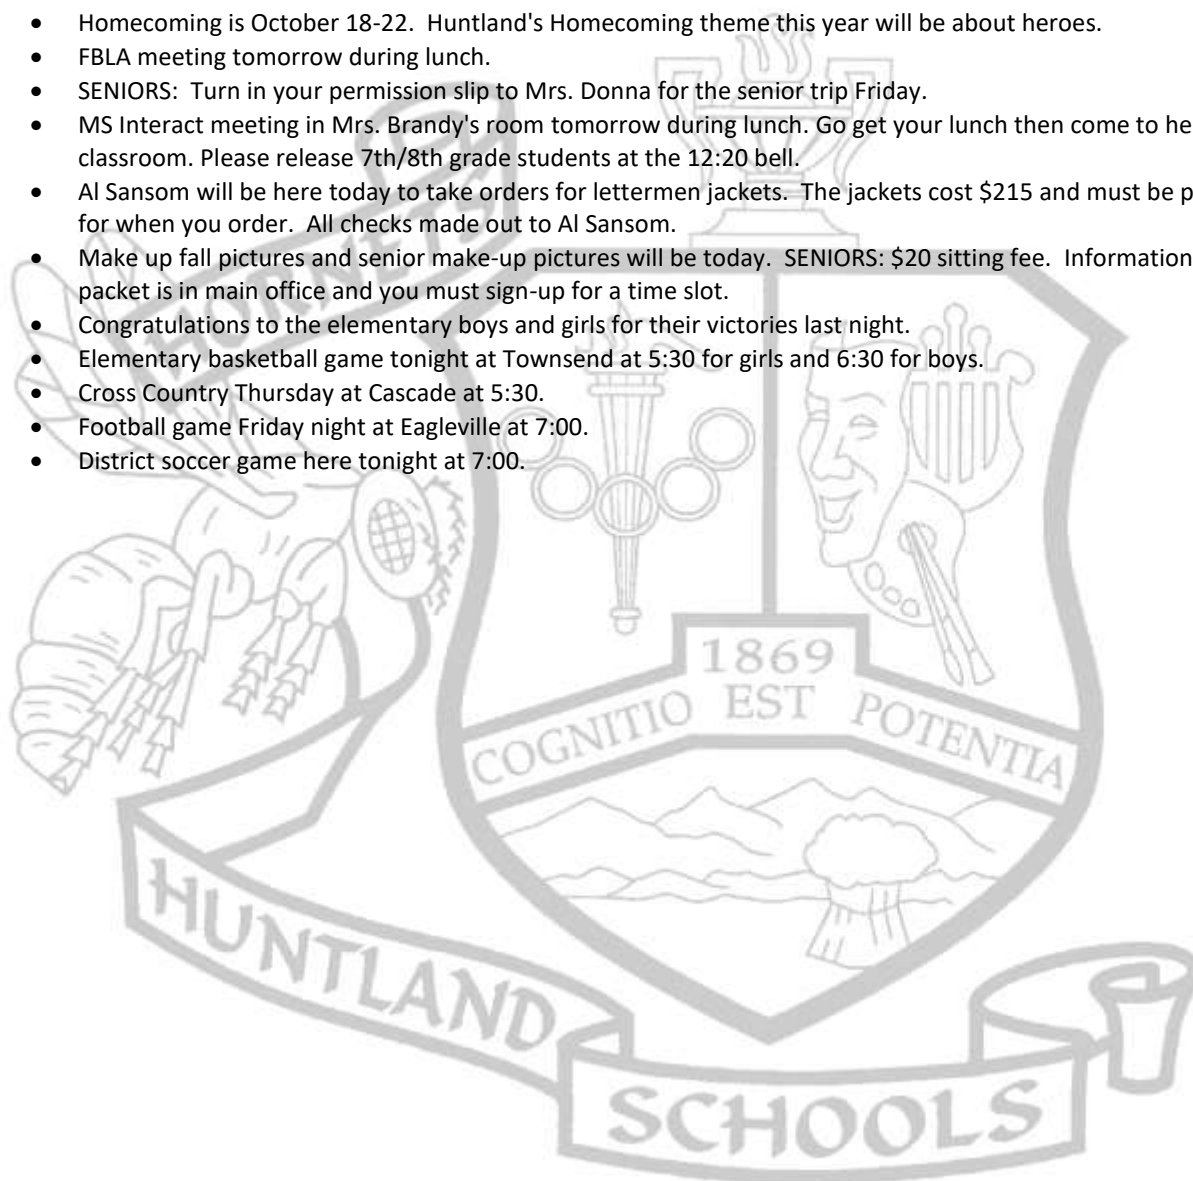 • Homecoming is October 18-22.  Huntland's Homecoming theme this year will be about heroes.
• FBLA meeting tomorrow during lunch.
• SENIORS:  Turn in your permission slip to Mrs. Donna for the senior trip Friday.
• MS Interact meeting in Mrs. Brandy's room tomorrow during lunch. Go get your lunch then come to he
classroom. Please release 7th/8th grade students at the 12:20 bell.
• Al Sansom will be here today to take orders for lettermen jackets.  The jackets cost $215 and must be p
for when you order.  All checks made out to Al Sansom.
• Make up fall pictures and senior make-up pictures will be today.  SENIORS: $20 sitting fee.  Information
packet is in main office and you must sign-up for a time slot.
• Congratulations to the elementary boys and girls for their victories last night.
• Elementary basketball game tonight at Townsend at 5:30 for girls and 6:30 for boys.
• Cross Country Thursday at Cascade at 5:30.
• Football game Friday night at Eagleville at 7:00.
• District soccer game here tonight at 7:00.
HORNETS
1869
COGNITIO EST POTENTIA
HUNTLAND
SCHOOLS